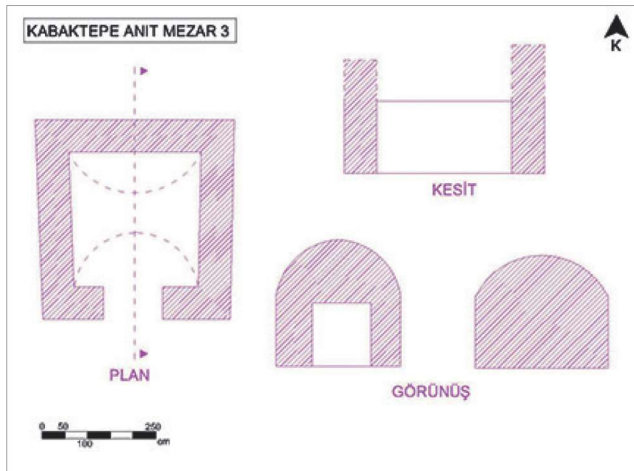 KABAKTEPE ANIT MEZAR 3
K
KESİT
PLAN
GÖRÜNÜŞ
0 50 250
100 cm